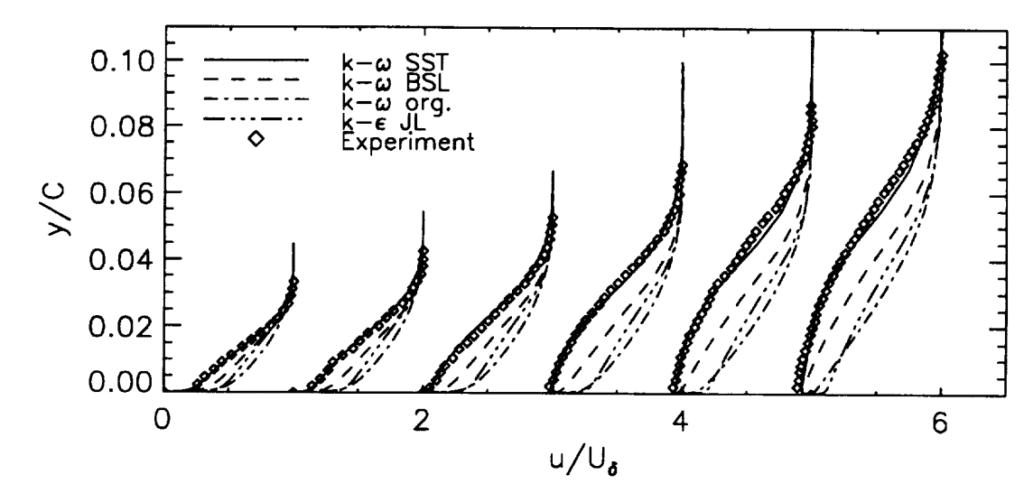 k-ω SST
k-ω BSL
k-ω org.
k-ϵ JL
Experiment
y/C
0.10
0.08
0.06
0.04
0.02
0.00
0 2 4 6
u/U_δ